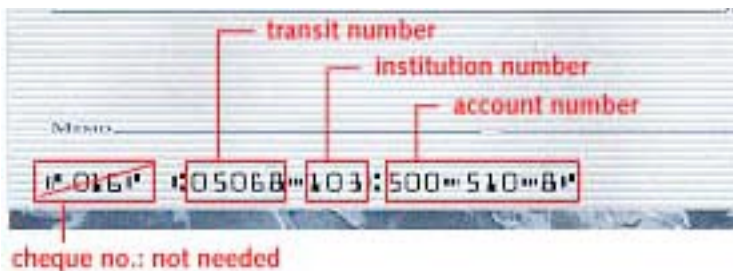 transit number
institution number
account number
Memo
⑈016⑈ ⑆05068⑉103⑆500⑉510⑉8⑈
cheque no.: not needed